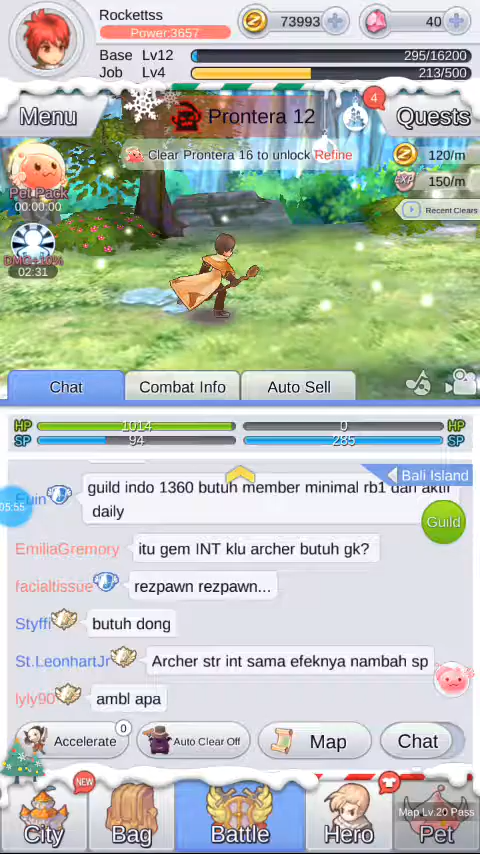 Rockettss
Power:3657
73993
40
Base Lv12
295/16200
Job Lv4
213/500
Menu
Prontera 12
4
Quests
Clear Prontera 16 to unlock Refine
Pet Pack
00:00:00
120/m
EXP 150/m
Recent Clears
DMG+10%
02:31
Chat
Combat Info
Auto Sell
HP 1014
0 HP
SP 94
285 SP
Bali Island
guild indo 1360 butuh member minimal rb1 dan aktif
daily
05:55
Guild
EmiliaGremory
itu gem INT klu archer butuh gk?
facialtissue
rezpawn rezpawn...
Styffi
butuh dong
St.LeonhartJr
Archer str int sama efeknya nambah sp
lyly90
ambl apa
Accelerate
0
Auto Clear Off
Map
Chat
NEW
City
Bag
Battle
Hero
Map Lv.20 Pass
Pet